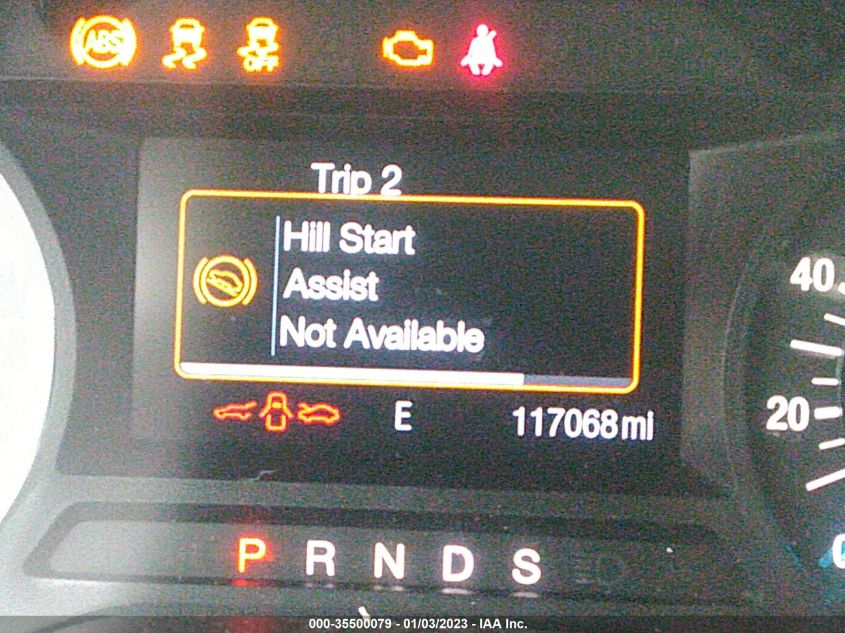 ABS
OFF
Trip 2
Hill Start
Assist
Not Available
E
117068mi
40
20
P R N D S
000-35500079 - 01/03/2023 - IAA Inc.